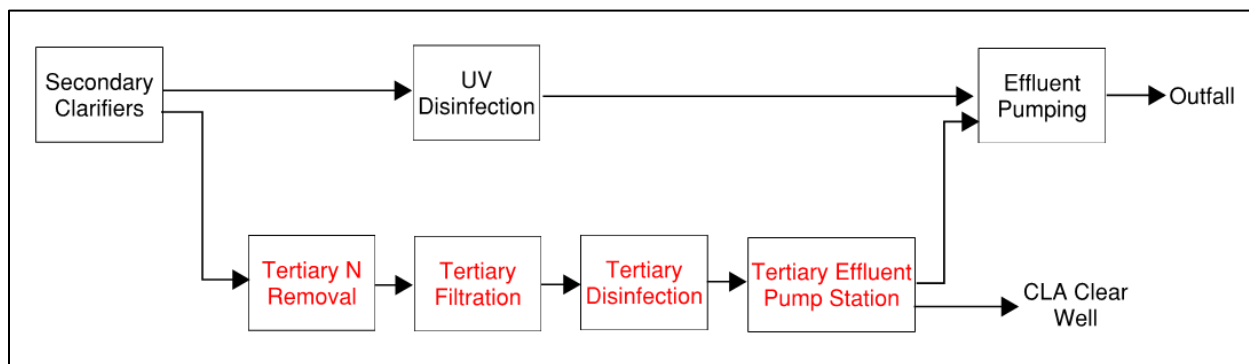 Secondary
Clarifiers
UV
Disinfection
Effluent
Pumping
Outfall
Tertiary N
Removal
Tertiary
Filtration
Tertiary
Disinfection
Tertiary Effluent
Pump Station
CLA Clear
Well